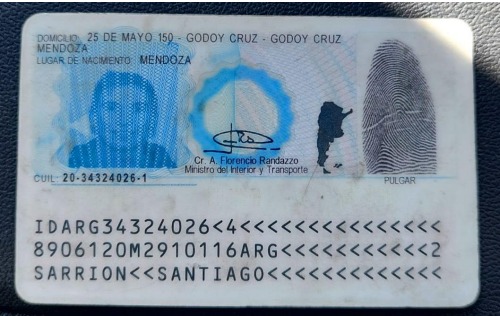 DOMICILIO: 25 DE MAYO 150 - GODOY CRUZ - GODOY CRUZ
MENDOZA
LUGAR DE NACIMIENTO: MENDOZA
Cr. A. Florencio Randazzo
Ministro del Interior y Transporte
CUIL: 20-34324026-1
PULGAR
IDARG34324026<4<<<<<<<<<<<<<<<
8906120M2910116ARG<<<<<<<<<<<2
SARRION<<SANTIAGO<<<<<<<<<<<<<